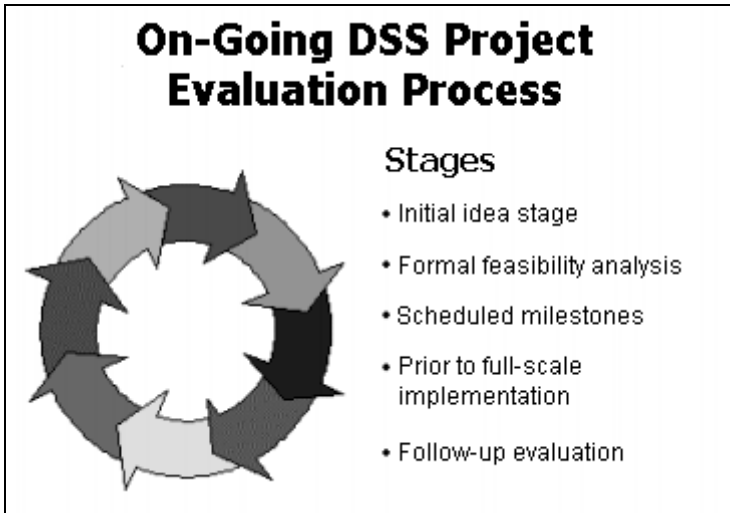 On-Going DSS Project
Evaluation Process
Stages
• Initial idea stage
• Formal feasibility analysis
• Scheduled milestones
• Prior to full-scale
implementation
• Follow-up evaluation